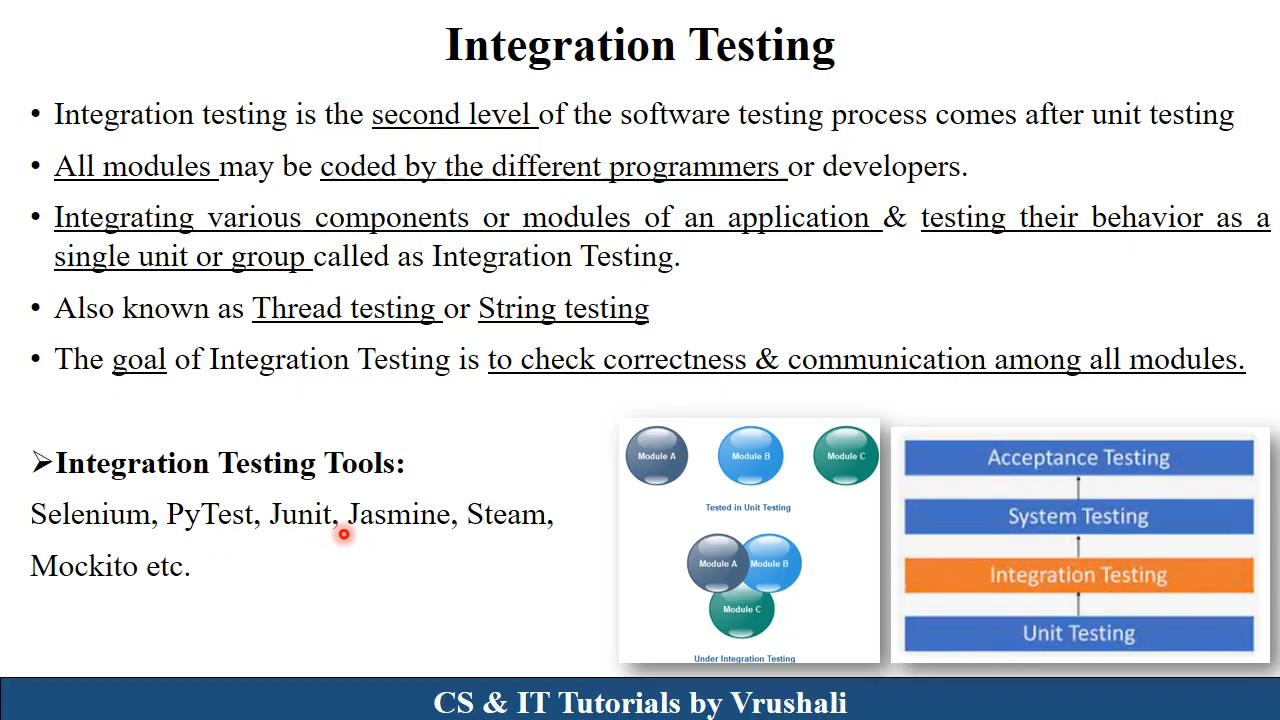 Integration Testing
• Integration testing is the second level of the software testing process comes after unit testing
• All modules may be coded by the different programmers or developers.
• Integrating various components or modules of an application & testing their behavior as a
single unit or group called as Integration Testing.
• Also known as Thread testing or String testing
• The goal of Integration Testing is to check correctness & communication among all modules.
➢Integration Testing Tools:
Selenium, PyTest, Junit, Jasmine, Steam,
Mockito etc.
Module A
Module B
Module C
Tested in Unit Testing
Module A
Module B
Module C
Under Integration Testing
Acceptance Testing
System Testing
Integration Testing
Unit Testing
CS & IT Tutorials by Vrushali